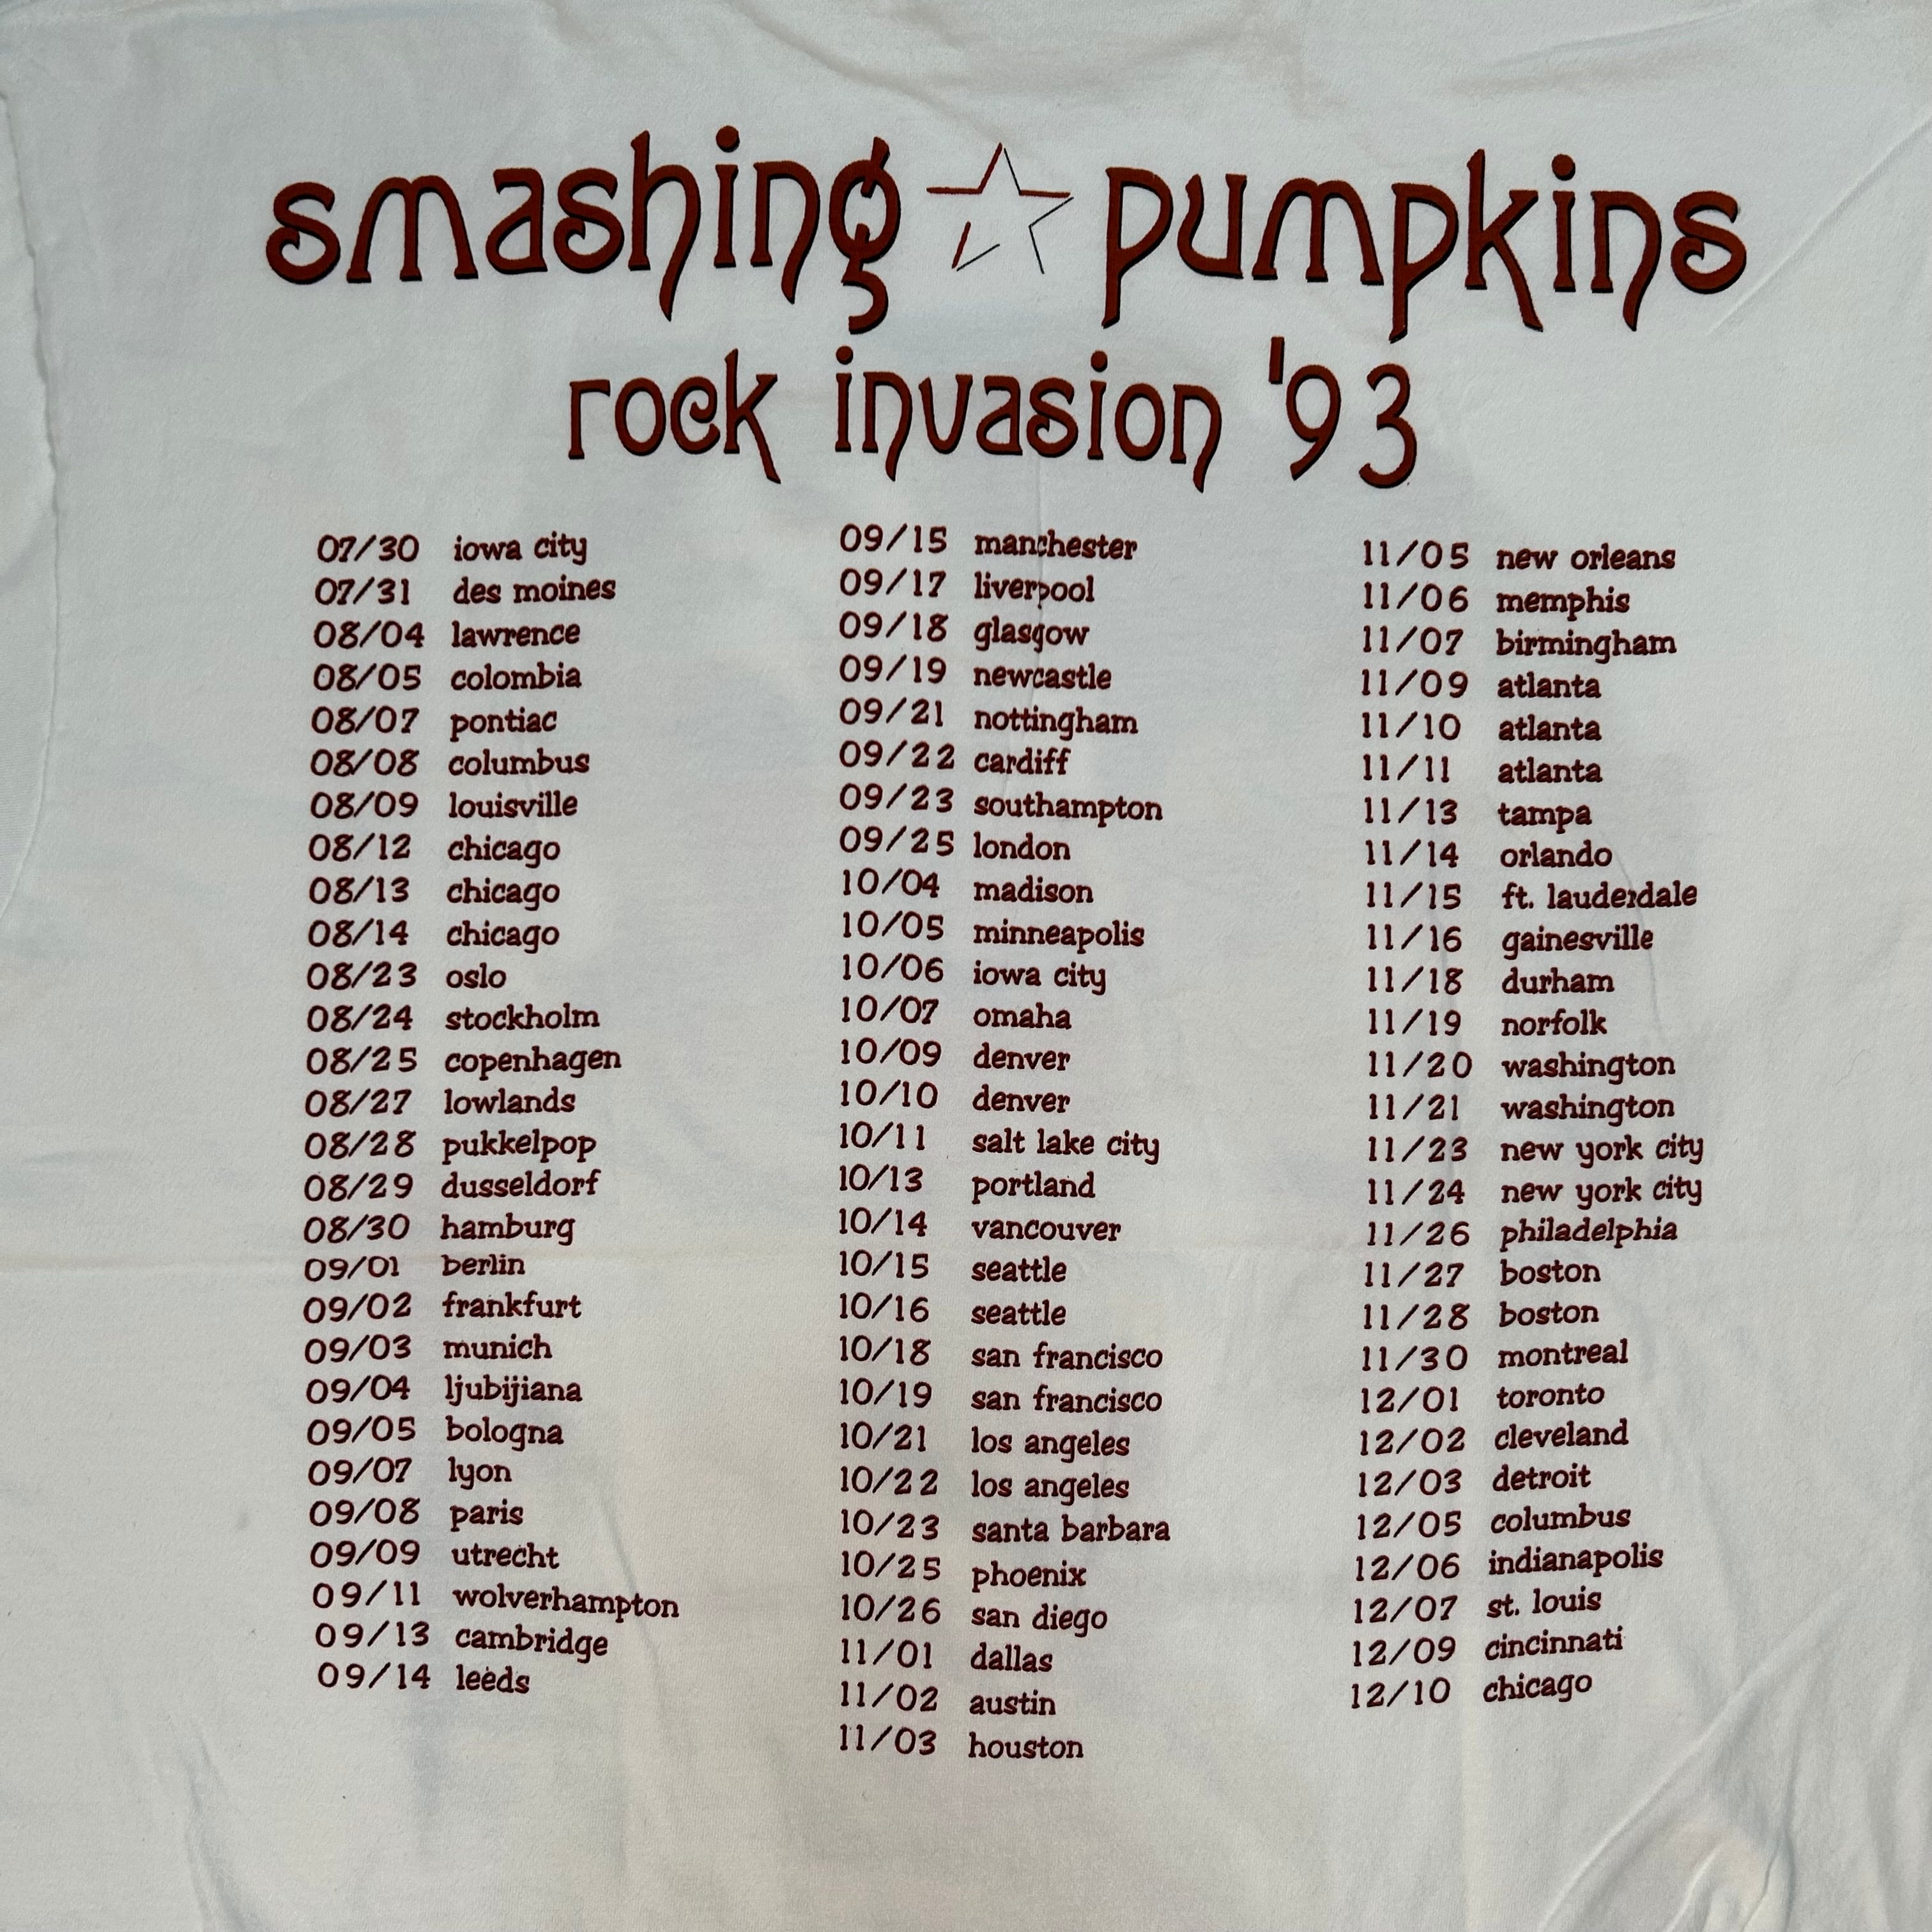 smashing pumpkins
rock invasion '93
07/30 iowa city
07/31 des moines
08/04 lawrence
08/05 colombia
08/07 pontiac
08/08 columbus
08/09 louisville
08/12 chicago
08/13 chicago
08/14 chicago
08/23 oslo
08/24 stockholm
08/25 copenhagen
08/27 lowlands
08/28 pukkelpop
08/29 dusseldorf
08/30 hamburg
09/01 berlin
09/02 frankfurt
09/03 munich
09/04 ljubijiana
09/05 bologna
09/07 lyon
09/08 paris
09/09 utrecht
09/11 wolverhampton
09/13 cambridge
09/14 leeds
09/15 manchester
09/17 liverpool
09/18 glasgow
09/19 newcastle
09/21 nottingham
09/22 cardiff
09/23 southampton
09/25 london
10/04 madison
10/05 minneapolis
10/06 iowa city
10/07 omaha
10/09 denver
10/10 denver
10/11 salt lake city
10/13 portland
10/14 vancouver
10/15 seattle
10/16 seattle
10/18 san francisco
10/19 san francisco
10/21 los angeles
10/22 los angeles
10/23 santa barbara
10/25 phoenix
10/26 san diego
11/01 dallas
11/02 austin
11/03 houston
11/05 new orleans
11/06 memphis
11/07 birmingham
11/09 atlanta
11/10 atlanta
11/11 atlanta
11/13 tampa
11/14 orlando
11/15 ft. lauderdale
11/16 gainesville
11/18 durham
11/19 norfolk
11/20 washington
11/21 washington
11/23 new york city
11/24 new york city
11/26 philadelphia
11/27 boston
11/28 boston
11/30 montreal
12/01 toronto
12/02 cleveland
12/03 detroit
12/05 columbus
12/06 indianapolis
12/07 st. louis
12/09 cincinnati
12/10 chicago